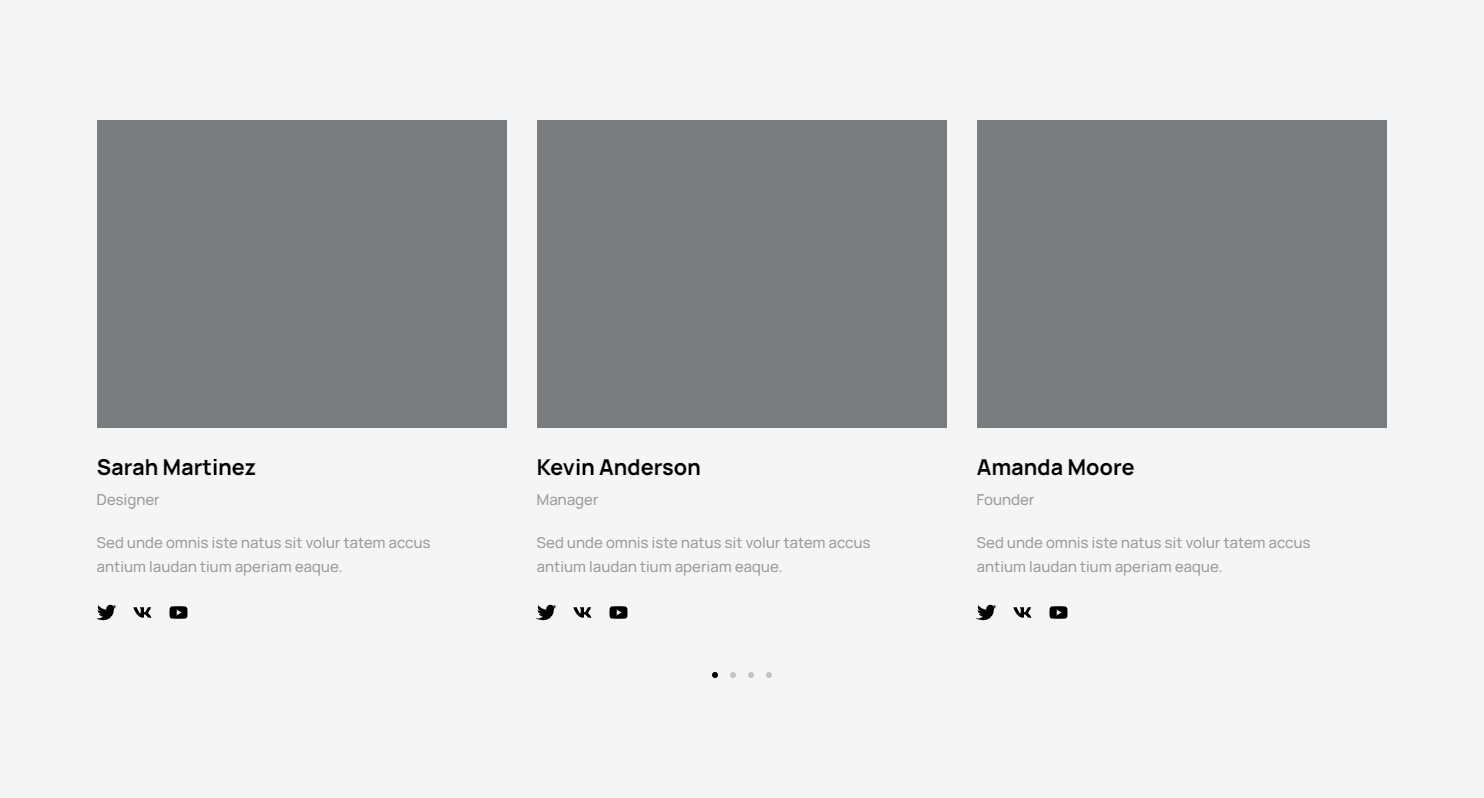 Sarah Martinez
Designer
Sed unde omnis iste natus sit volur tatem accus
antium laudan tium aperiam eaque.
Kevin Anderson
Manager
Sed unde omnis iste natus sit volur tatem accus
antium laudan tium aperiam eaque.
Amanda Moore
Founder
Sed unde omnis iste natus sit volur tatem accus
antium laudan tium aperiam eaque.